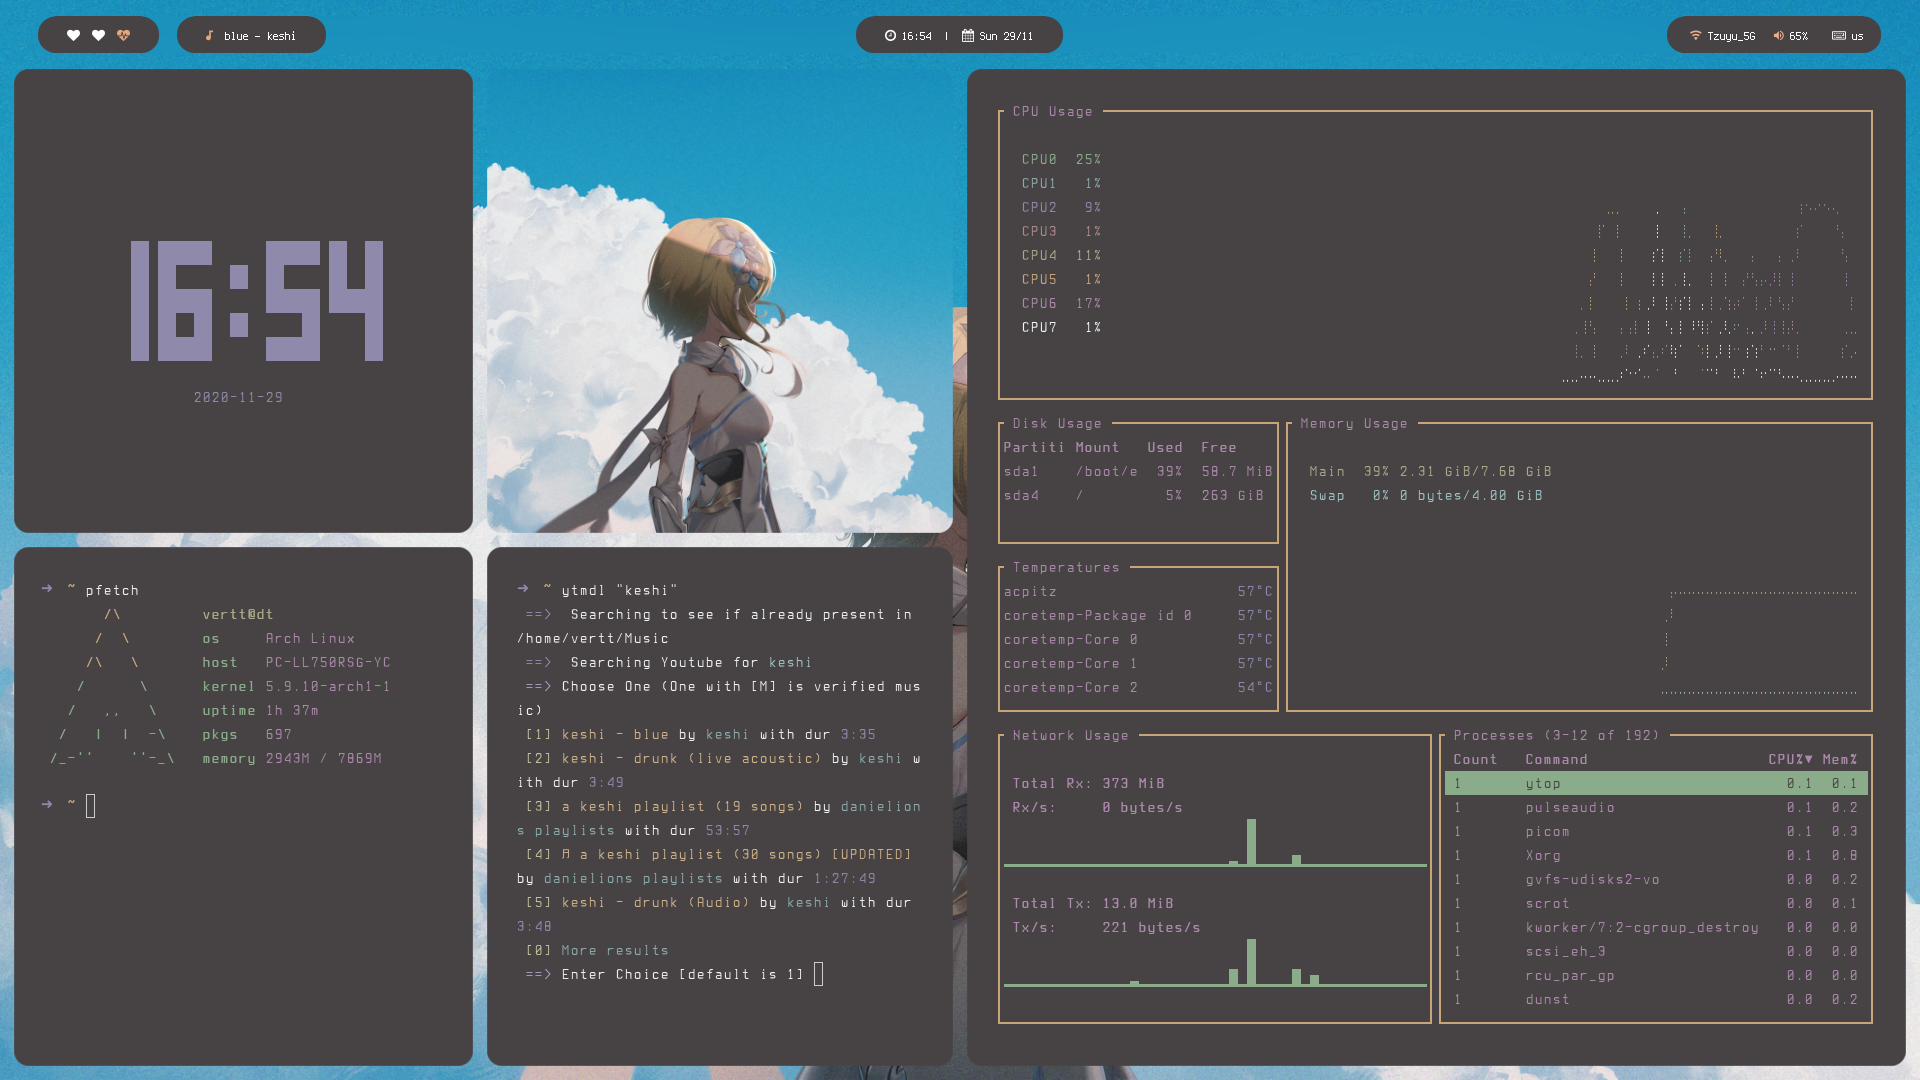 blue - keshi
16:54 | Sun 29/11
Tzuyu_5G 65% us
16:54
2020-11-29
→ ~ pfetch
vertt@dt
os Arch Linux
host PC-LL750RSG-YC
kernel 5.9.10-arch1-1
uptime 1h 37m
pkgs 697
memory 2943M / 7869M
→ ~
→ ~ ytmdl "keshi"
==> Searching to see if already present in
/home/vertt/Music
==> Searching Youtube for keshi
==> Choose One (One with [M] is verified mus
ic)
[1] keshi - blue by keshi with dur 3:35
[2] keshi - drunk (live acoustic) by keshi w
ith dur 3:49
[3] a keshi playlist (19 songs) by danielion
s playlists with dur 53:57
[4] a keshi playlist (30 songs) [UPDATED]
by danielions playlists with dur 1:27:49
[5] keshi - drunk (Audio) by keshi with dur
3:48
[0] More results
==> Enter Choice [default is 1]
CPU Usage
CPU0 25%
CPU1 1%
CPU2 9%
CPU3 1%
CPU4 11%
CPU5 1%
CPU6 17%
CPU7 1%
Disk Usage
Partiti Mount Used Free
sda1 /boot/e 39% 58.7 MiB
sda4 / 5% 263 GiB
Memory Usage
Main 39% 2.31 GiB/7.68 GiB
Swap 0% 0 bytes/4.00 GiB
Temperatures
acpitz 57°C
coretemp-Package id 0 57°C
coretemp-Core 0 57°C
coretemp-Core 1 57°C
coretemp-Core 2 54°C
Network Usage
Total Rx: 373 MiB
Rx/s: 0 bytes/s
Total Tx: 13.0 MiB
Tx/s: 221 bytes/s
Processes (3-12 of 192)
Count Command CPU%▼ Mem%
1 ytop 0.1 0.1
1 pulseaudio 0.1 0.2
1 picom 0.1 0.3
1 Xorg 0.1 0.8
1 gvfs-udisks2-vo 0.0 0.2
1 scrot 0.0 0.1
1 kworker/7:2-cgroup_destroy 0.0 0.0
1 scsi_eh_3 0.0 0.0
1 rcu_par_gp 0.0 0.0
1 dunst 0.0 0.2